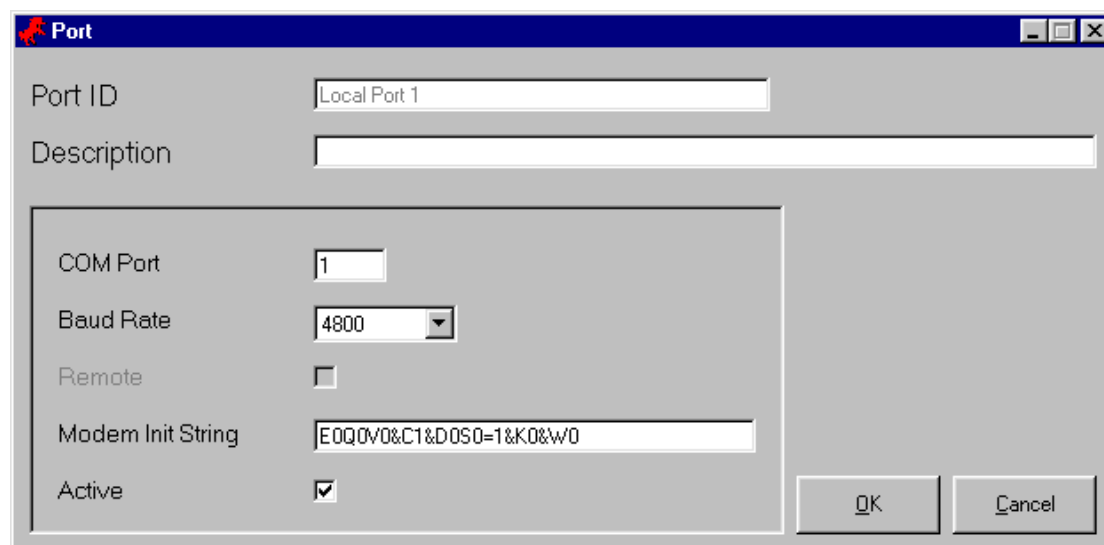 Port
Port ID Local Port 1
Description
COM Port 1
Baud Rate 4800
Remote
Modem Init String E0Q0V0&C1&D0S0=1&K0&W0
Active
OK Cancel